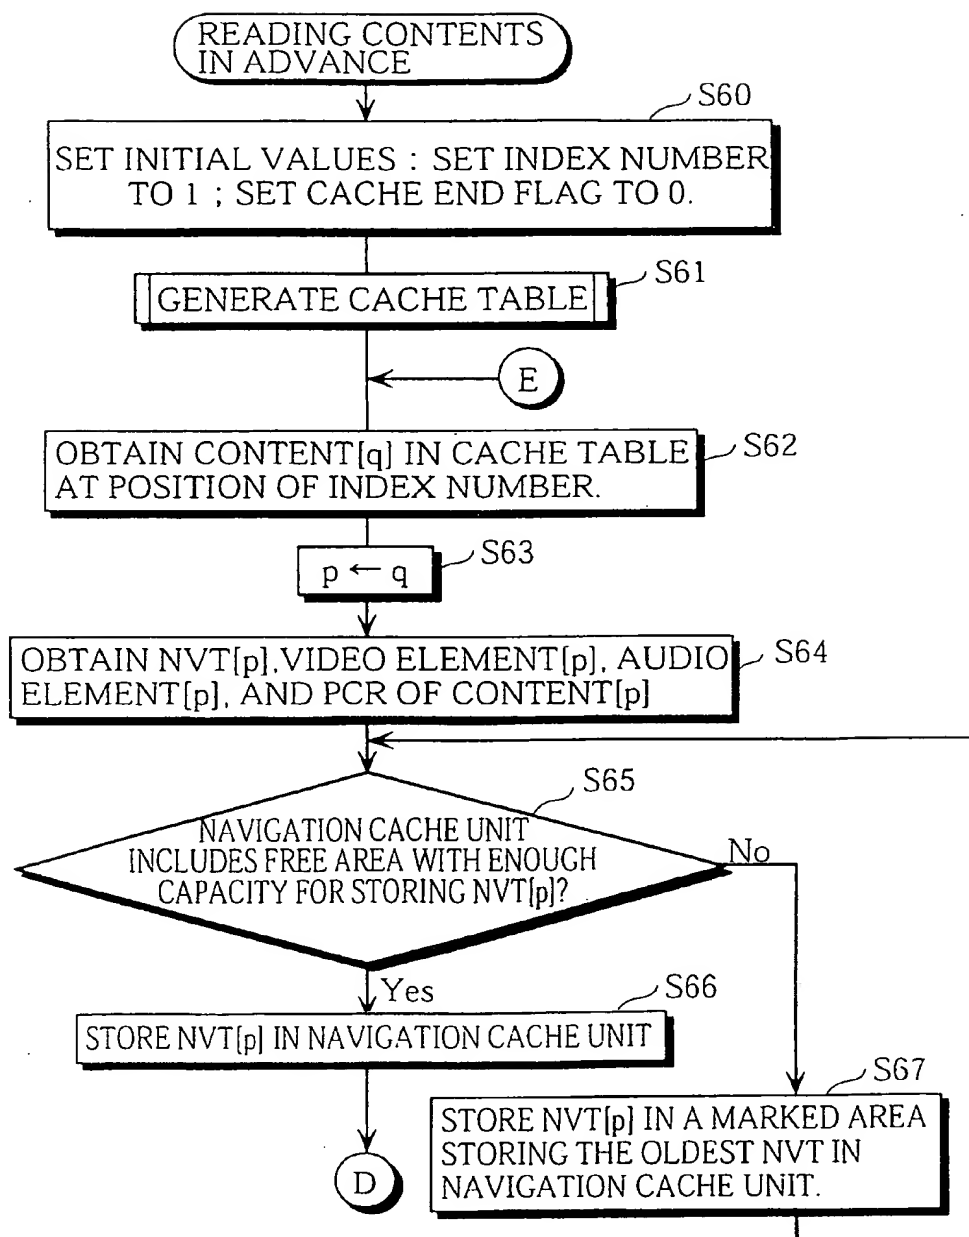 READING CONTENTS
IN ADVANCE
S60
SET INITIAL VALUES : SET INDEX NUMBER
TO 1 ; SET CACHE END FLAG TO 0.
S61
GENERATE CACHE TABLE
E
S62
OBTAIN CONTENT[q] IN CACHE TABLE
AT POSITION OF INDEX NUMBER.
S63
p ← q
S64
OBTAIN NVT[p],VIDEO ELEMENT[p], AUDIO
ELEMENT[p], AND PCR OF CONTENT[p]
S65
NAVIGATION CACHE UNIT
INCLUDES FREE AREA WITH ENOUGH
CAPACITY FOR STORING NVT[p]?
No
Yes
S66
STORE NVT[p] IN NAVIGATION CACHE UNIT
S67
STORE NVT[p] IN A MARKED AREA
STORING THE OLDEST NVT IN
NAVIGATION CACHE UNIT.
D